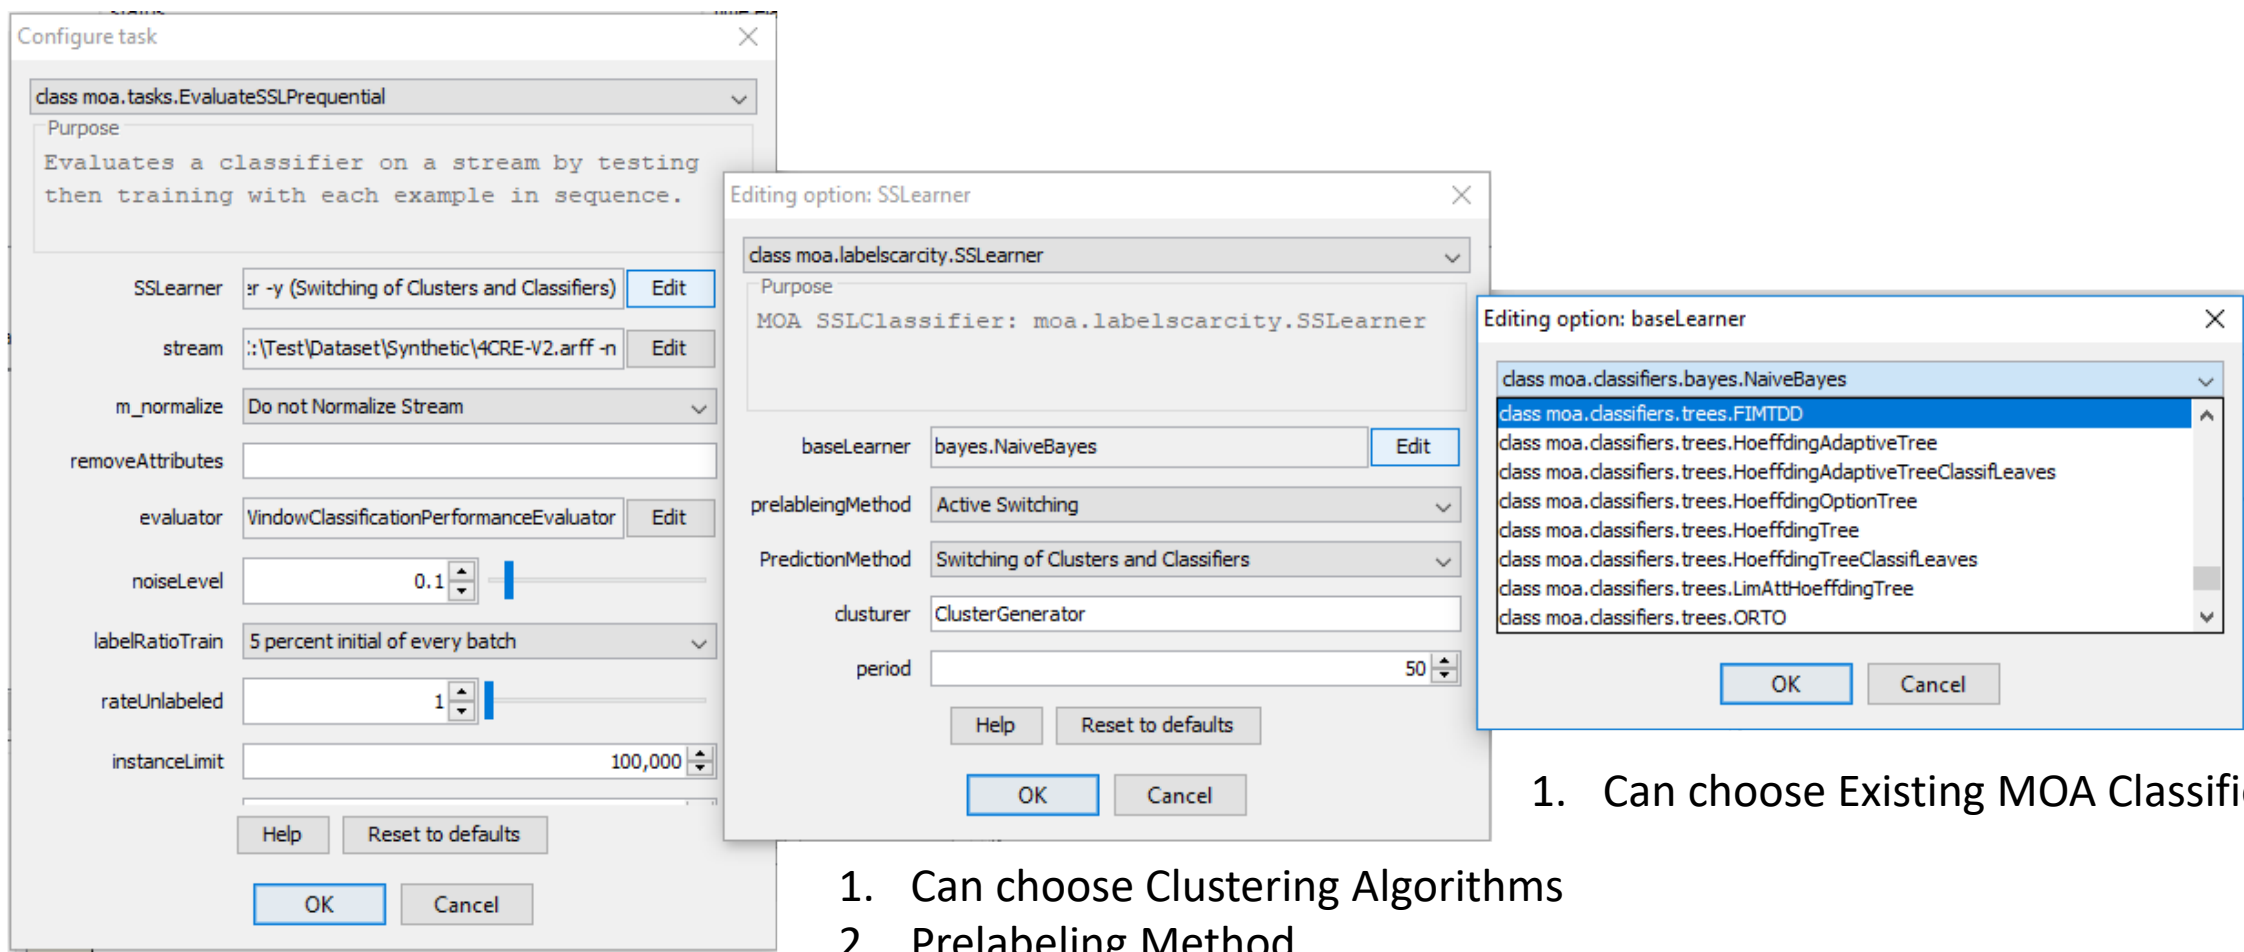 Configure task
class moa.tasks.EvaluateSSLPrequential
Purpose
Evaluates a classifier on a stream by testing
then training with each example in sequence.
SSLearner
er -y (Switching of Clusters and Classifiers)
Edit
stream
:\Test\Dataset\Synthetic\4CRE-V2.arff -n
Edit
m_normalize
Do not Normalize Stream
removeAttributes
evaluator
WindowClassificationPerformanceEvaluator
Edit
noiseLevel
0.1
labelRatioTrain
5 percent initial of every batch
rateUnlabeled
1
instanceLimit
100,000
Help
Reset to defaults
OK
Cancel
Editing option: SSLearner
class moa.labelscarcity.SSLearner
Purpose
MOA SSLClassifier: moa.labelscarcity.SSLearner
baseLearner
bayes.NaiveBayes
Edit
prelableingMethod
Active Switching
PredictionMethod
Switching of Clusters and Classifiers
clusturer
ClusterGenerator
period
50
Help
Reset to defaults
OK
Cancel
Editing option: baseLearner
class moa.classifiers.bayes.NaiveBayes
class moa.classifiers.trees.FIMTDD
class moa.classifiers.trees.HoeffdingAdaptiveTree
class moa.classifiers.trees.HoeffdingAdaptiveTreeClassifLeaves
class moa.classifiers.trees.HoeffdingOptionTree
class moa.classifiers.trees.HoeffdingTree
class moa.classifiers.trees.HoeffdingTreeClassifLeaves
class moa.classifiers.trees.LimAttHoeffdingTree
class moa.classifiers.trees.ORTO
OK
Cancel
1. Can choose Existing MOA Classifi
1. Can choose Clustering Algorithms
2. Prelabeling Method